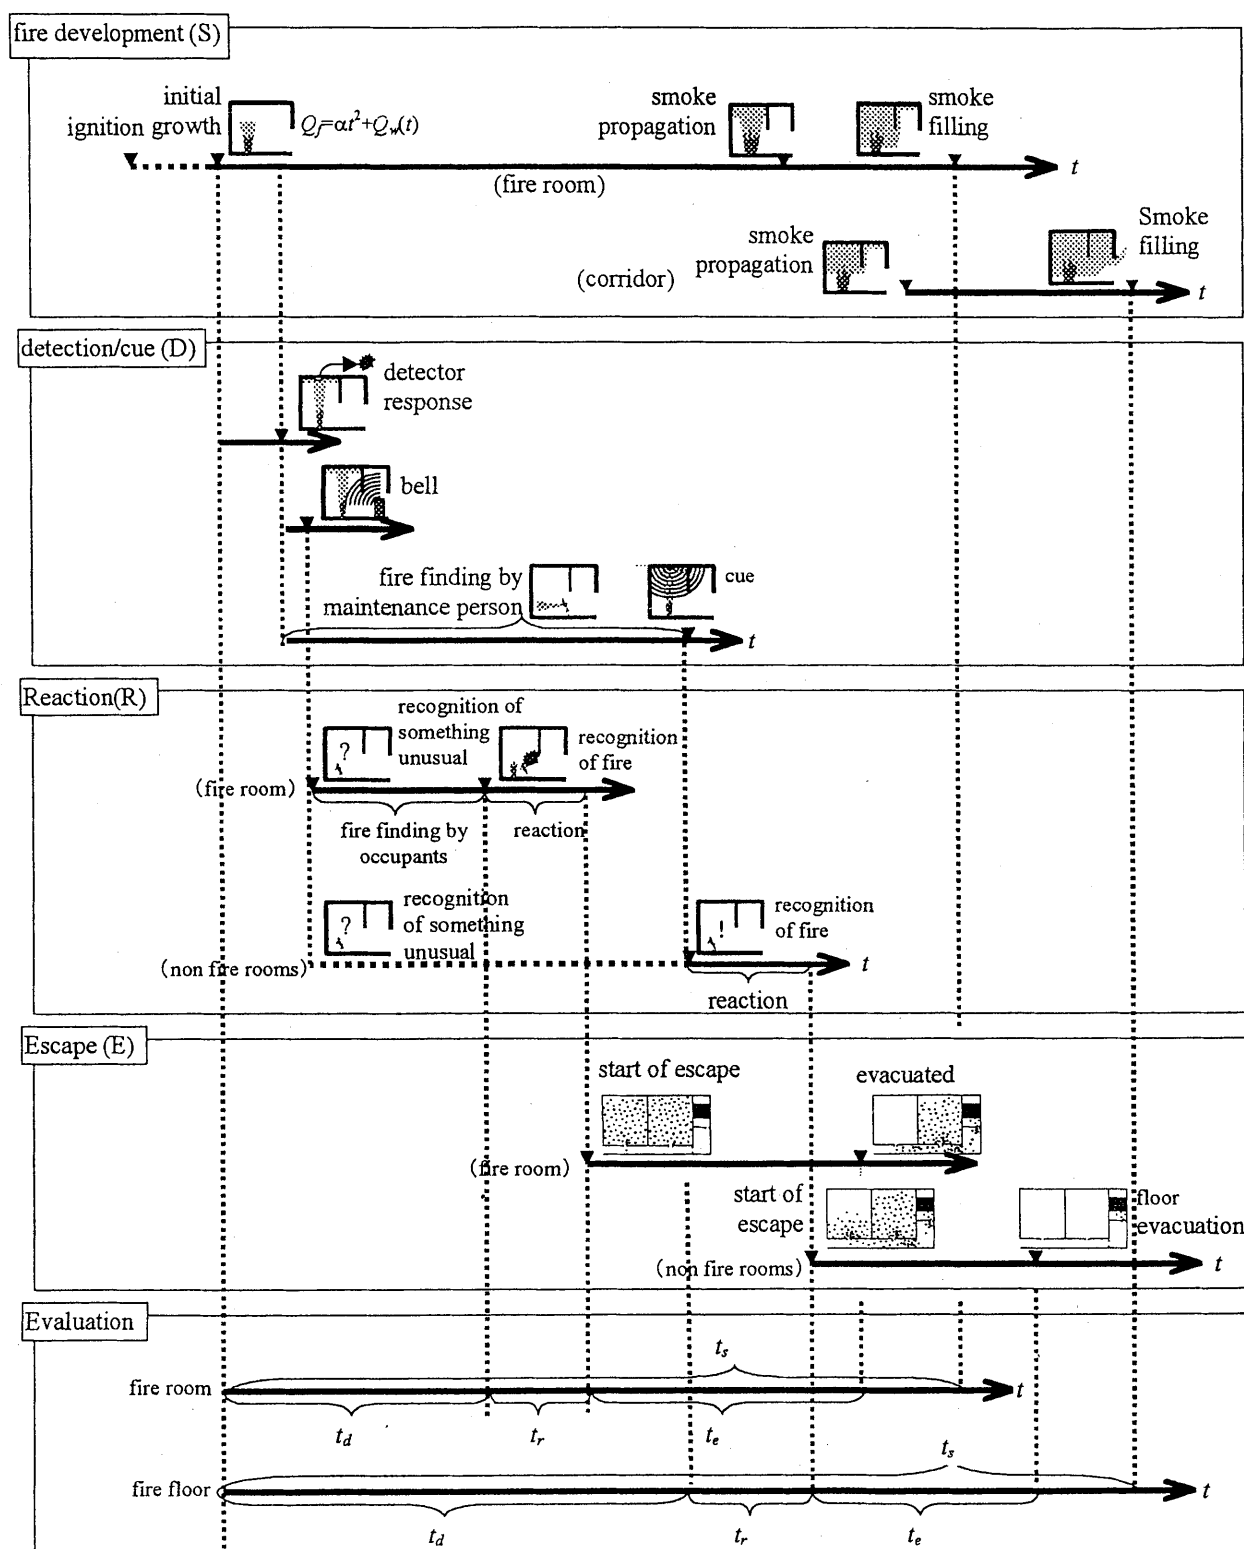 fire development (S)
initial
ignition growth
Q_f=αt²+Q_w(t)
smoke
propagation
smoke
filling
t
(fire room)
smoke
propagation
Smoke
filling
(corridor)
t
detection/cue (D)
detector
response
bell
fire finding by
maintenance person
cue
t
Reaction(R)
recognition of
something
unusual
?
recognition
of fire
(fire room)
fire finding by
occupants
reaction
recognition
of something
unusual
?
recognition
of fire
!
(non fire rooms)
t
reaction
Escape (E)
start of escape
evacuated
(fire room)
start of
escape
floor
evacuation
(non fire rooms)
t
Evaluation
t_s
fire room
t
t_d
t_r
t_e
t_s
fire floor
t
t_d
t_r
t_e